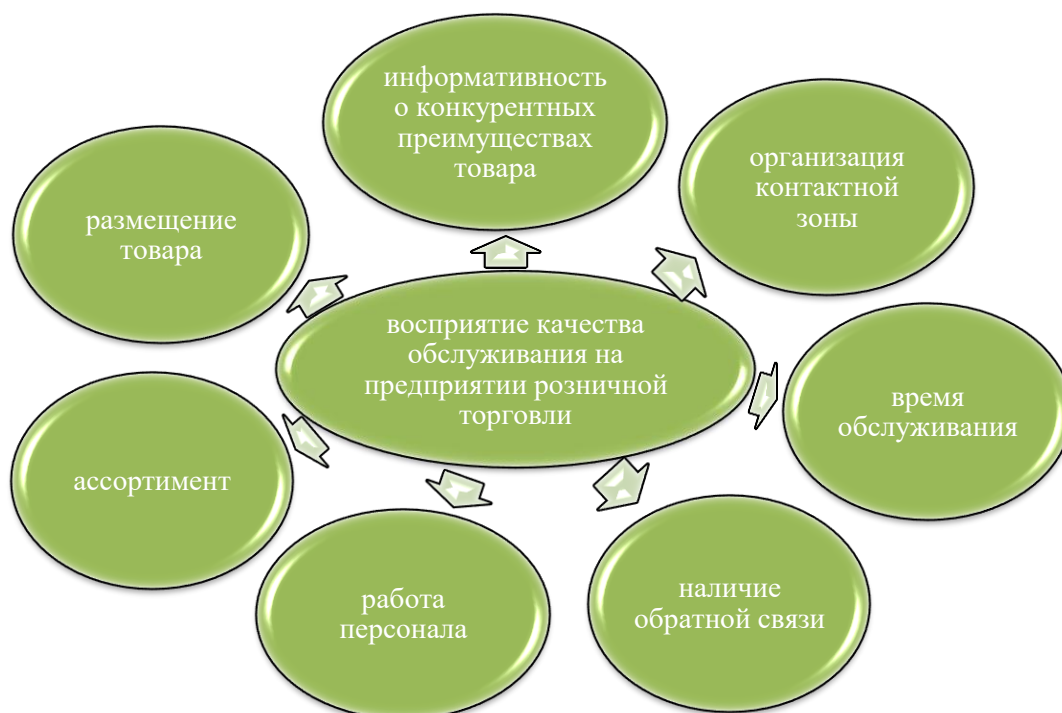 информативность
о конкурентных
преимуществах
товара
организация
контактной
зоны
размещение
товара
восприятие качества
обслуживания на
предприятии розничной
торговли
время
обслуживания
ассортимент
работа
персонала
наличие
обратной связи